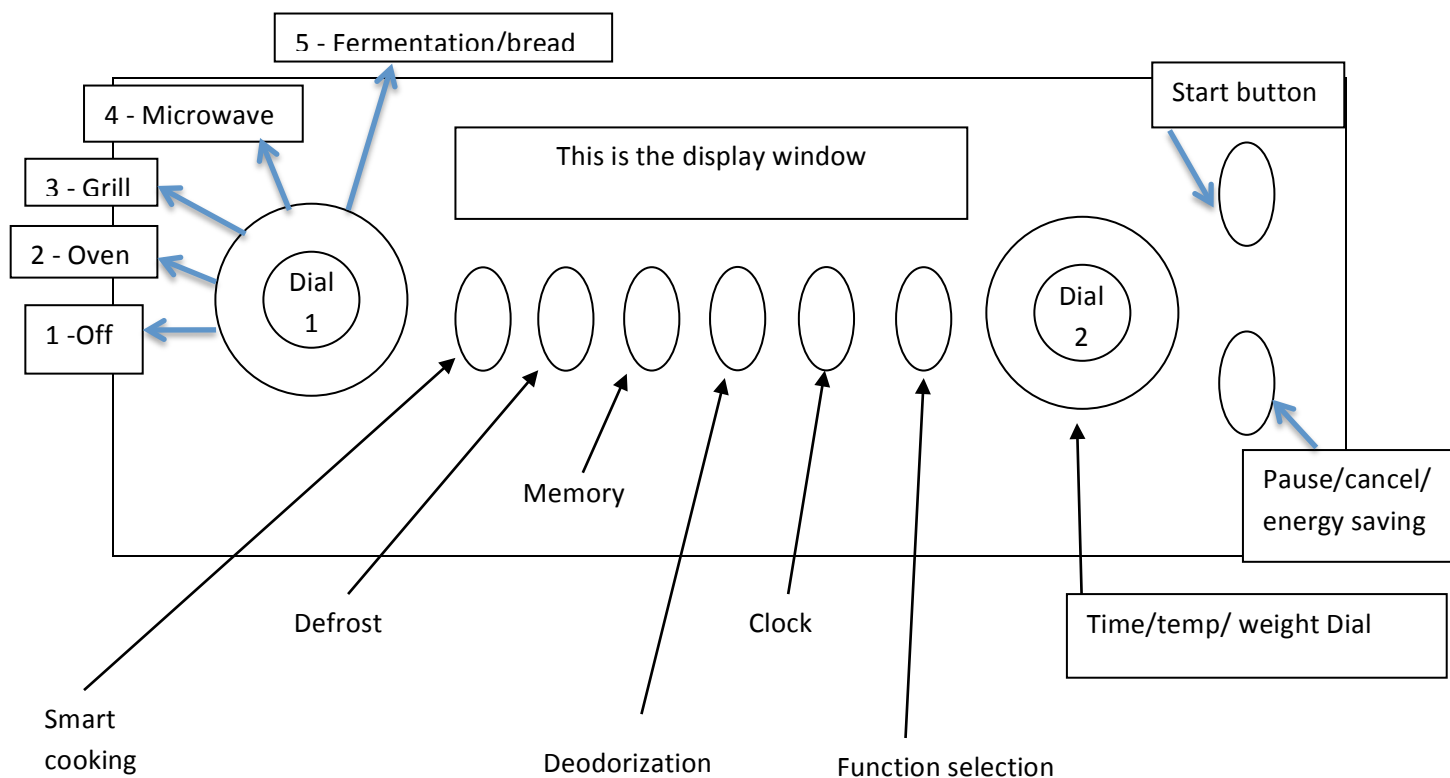 5 - Fermentation/bread
4 - Microwave
Start button
This is the display window
3 - Grill
2 - Oven
1 -Off
Dial
1
Dial
2
Memory
Pause/cancel/
energy saving
Defrost
Clock
Time/temp/ weight Dial
Smart
cooking
Deodorization
Function selection